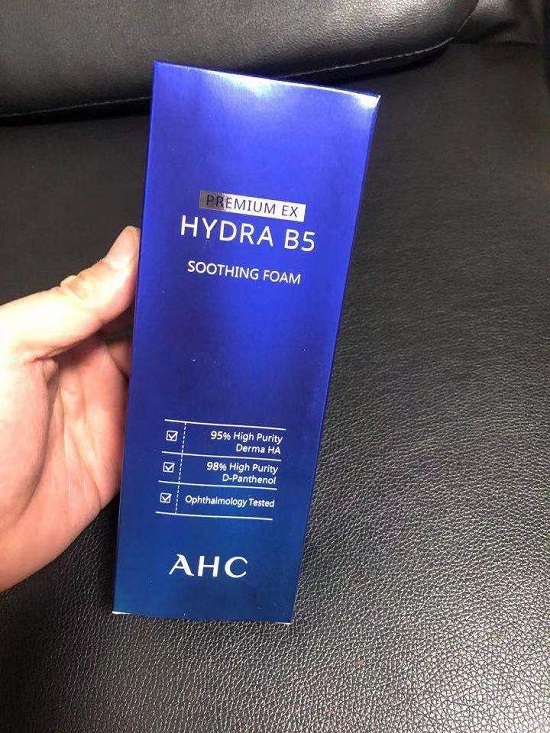 PREMIUM EX
HYDRA B5
SOOTHING FOAM
95% High Purity
Derma HA
98% High Purity
D-Panthenol
Ophthalmology Tested
AHC